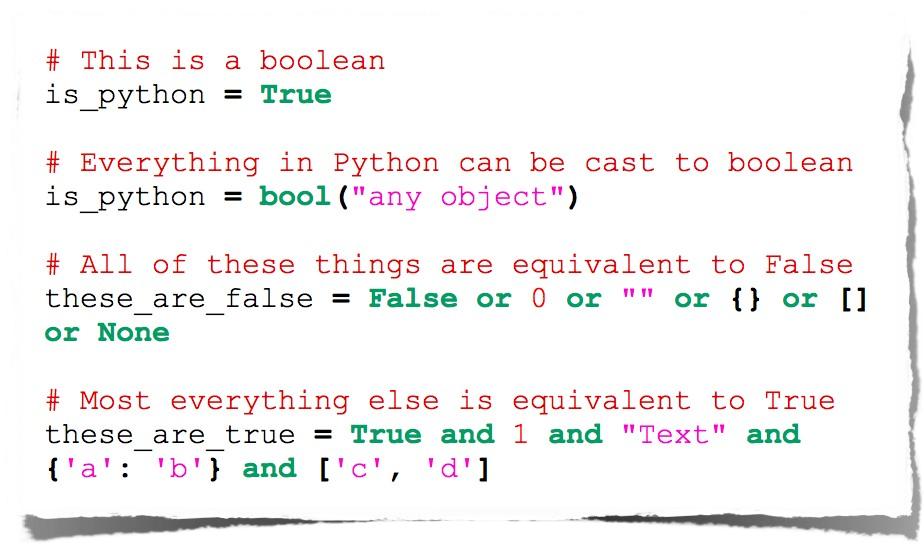 # This is a boolean
is_python = True
# Everything in Python can be cast to boolean
is_python = bool("any object")
# All of these things are equivalent to False
these_are_false = False or 0 or "" or {} or []
or None
# Most everything else is equivalent to True
these_are_true = True and 1 and "Text" and
{'a': 'b'} and ['c', 'd']